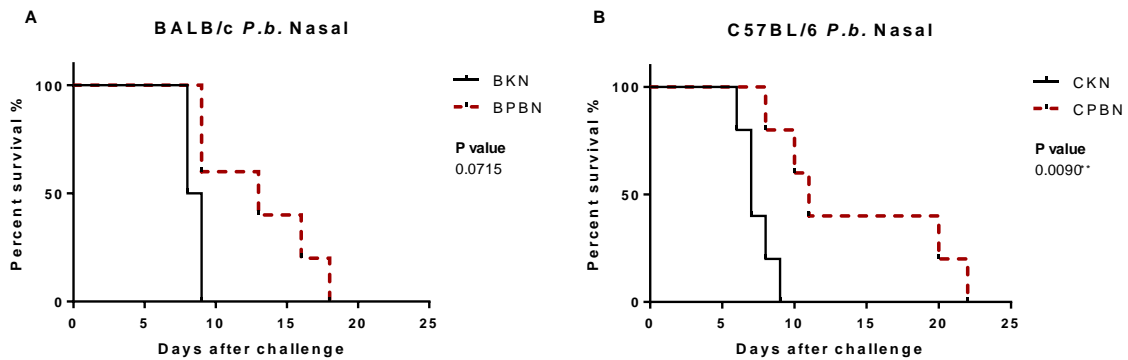 A
BALB/c P.b. Nasal
Percent survival %
100
50
0
0 5 10 15 20 25
Days after challenge
BKN
BPBN
P value
0.0715
B
C57BL/6 P.b. Nasal
Percent survival %
100
50
0
0 5 10 15 20 25
Days after challenge
CKN
CPBN
P value
0.0090**